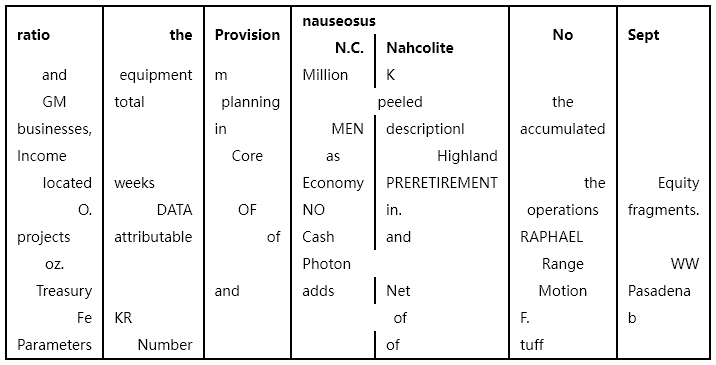 ratio the Provision nauseosus No Sept
N.C. Nahcolite
and equipment m Million K
GM total planning peeled the
businesses, in MEN descriptionl accumulated
Income Core as Highland
located weeks Economy PRERETIREMENT the Equity
O. DATA OF NO in. operations fragments.
projects attributable of Cash and RAPHAEL
oz. Photon Range WW
Treasury and adds Net Motion Pasadena
Fe KR of F. b
Parameters Number of tuff